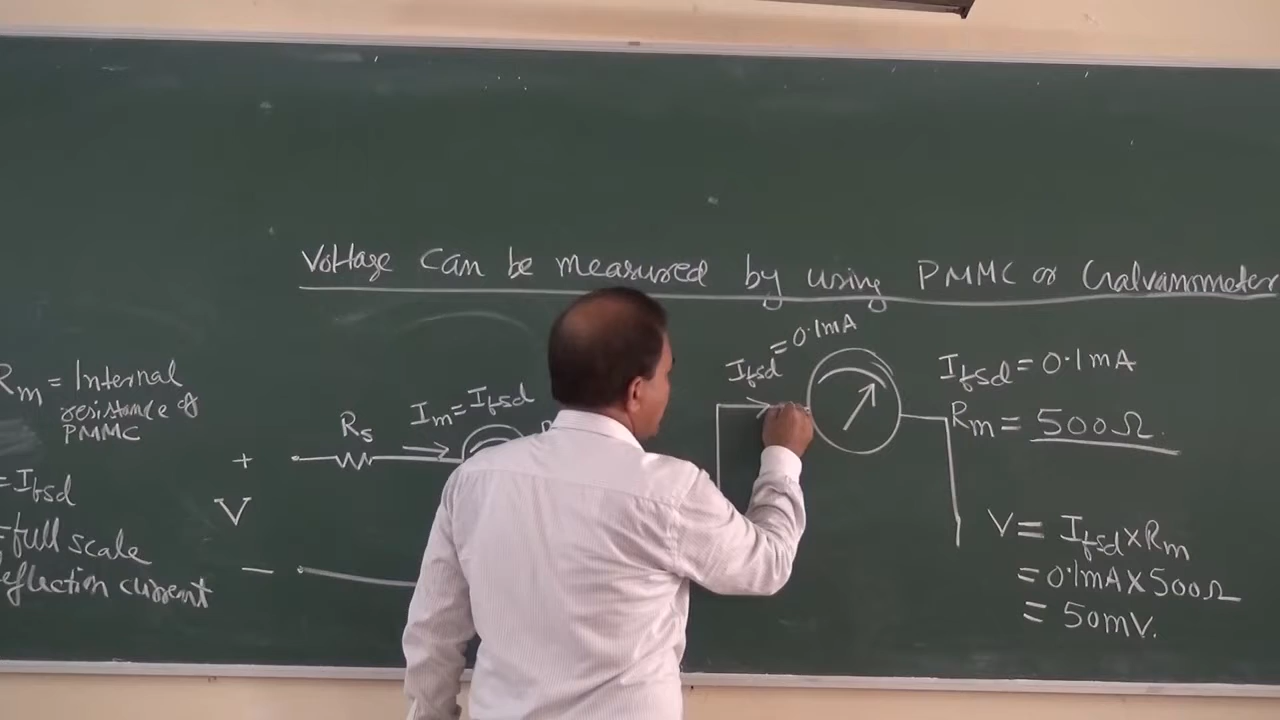 Voltage Can be measured by using PMMC or Galvanometer
Rm = Internal
resistance of
PMMC
= Ifsd
= full scale
deflection current
+
V
−
Rs
Im = Ifsd
Ifsd = 0.1mA
Ifsd = 0.1mA
Rm = 500Ω.
V = Ifsd x Rm
= 0.1mA x 500Ω
= 50mV.